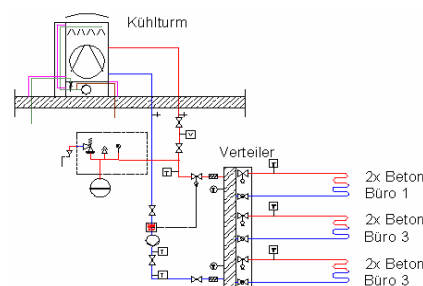 Kühlturm
Verteiler
2x Beton
Büro 1
2x Beton
Büro 3
2x Beton
Büro 3